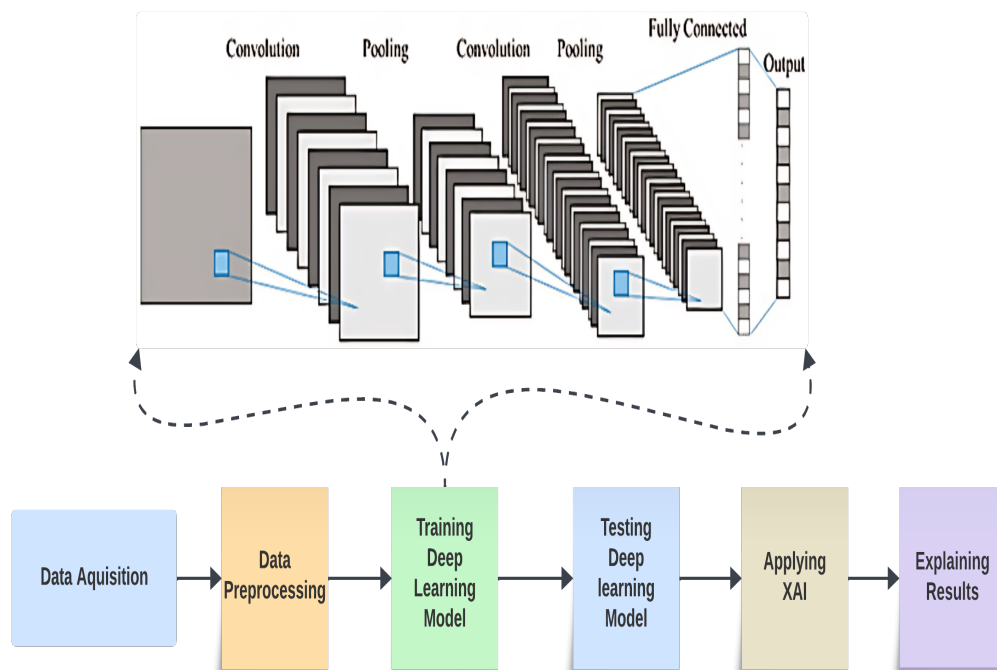 Fully Connected
Convolution Pooling Convolution Pooling
Output
Data Aquisition
Data
Preprocessing
Training
Deep
Learning
Model
Testing
Deep
learning
Model
Applying
XAI
Explaining
Results